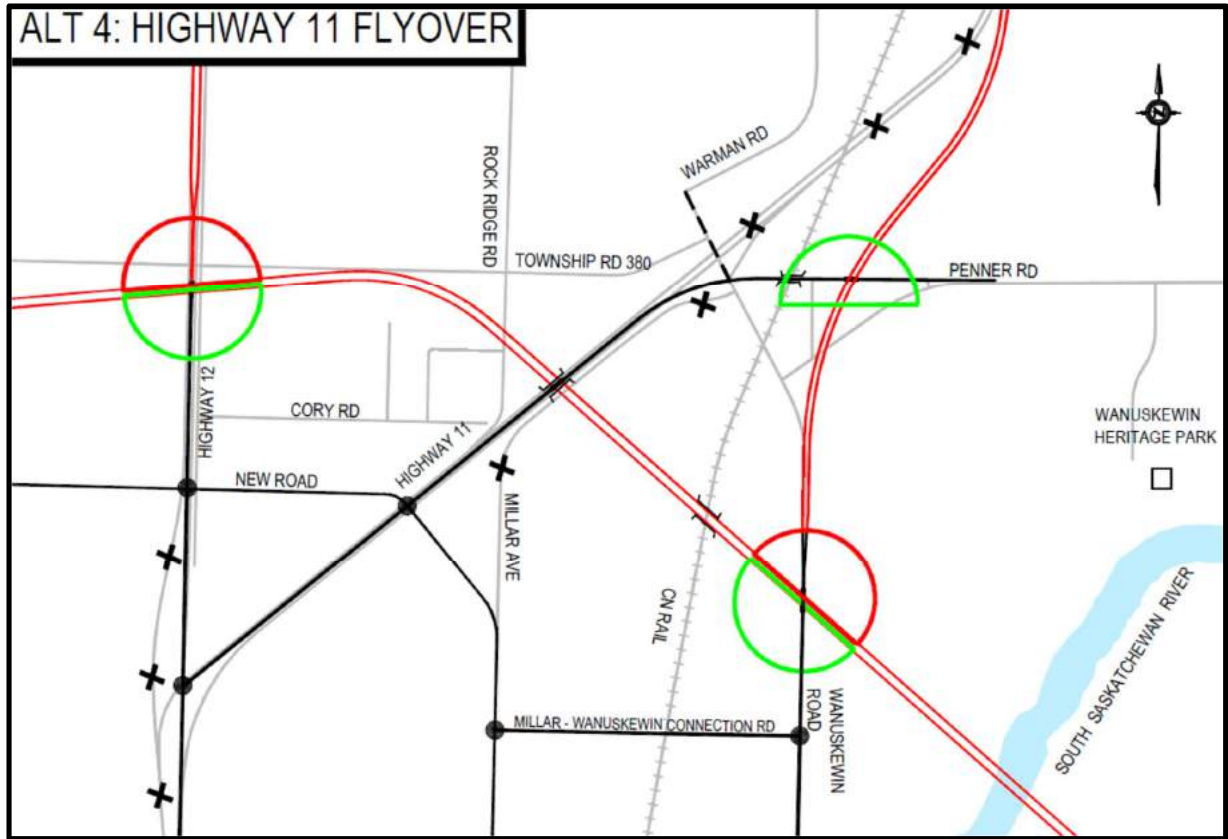 ALT 4: HIGHWAY 11 FLYOVER
N
WARMAN RD
ROCK RIDGE RD
TOWNSHIP RD 380
PENNER RD
HIGHWAY 12
CORY RD
HIGHWAY 11
WANUSKEWIN
HERITAGE PARK
NEW ROAD
MILLAR AVE
CN RAIL
SOUTH SASKATCHEWAN RIVER
MILLAR - WANUSKEWIN CONNECTION RD
WANUSKEWIN
ROAD